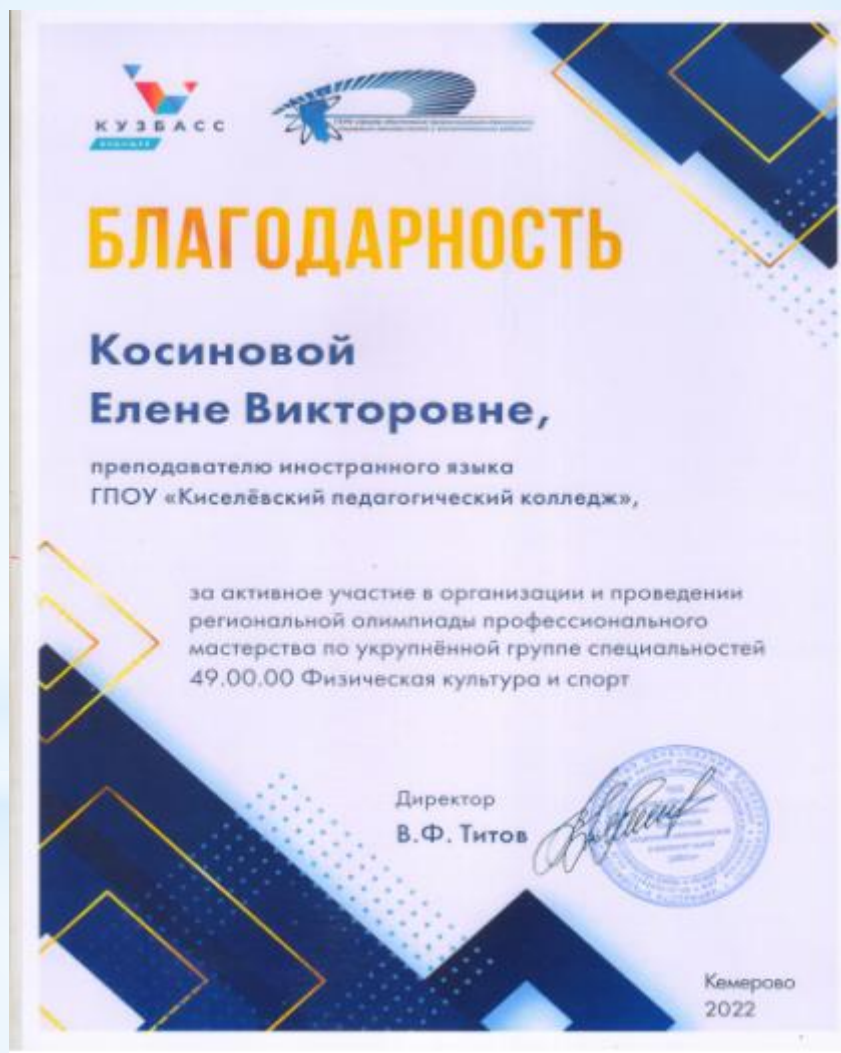 КУЗБАСС
БЛАГОДАРНОСТЬ
Косиновой
Елене Викторовне,
преподавателю иностранного языка
ГПОУ «Киселёвский педагогический колледж»,
за активное участие в организации и проведении
региональной олимпиады профессионального
мастерства по укрупнённой группе специальностей
49.00.00 Физическая культура и спорт
Директор
В.Ф. Титов
Кемерово
2022